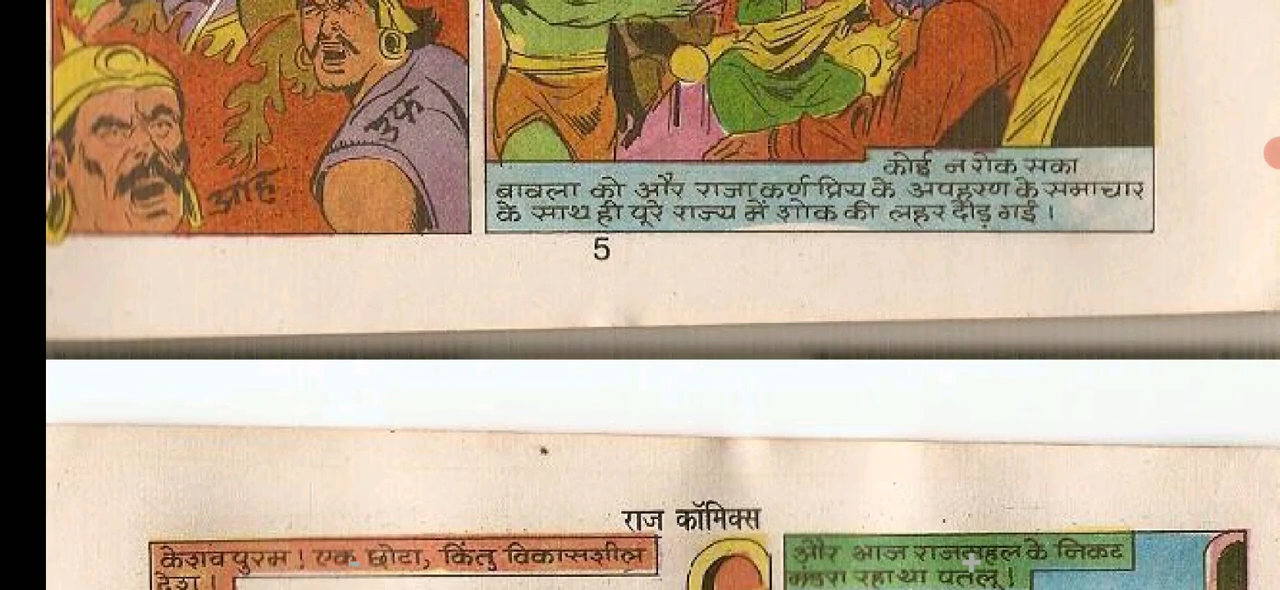 उफ
आह
कोई न रोक सका
बावला को और राजा कर्णप्रिय के अपहरण के समाचार
के साथ ही पूरे राज्य में शोक की लहर दौड़ गई।
5
राज कॉमिक्स
केशवपुरम! एक छोटा, किंतु विकासशील
देश!
और आज राजमहल के निकट
मंडरा रहा था पतलू!